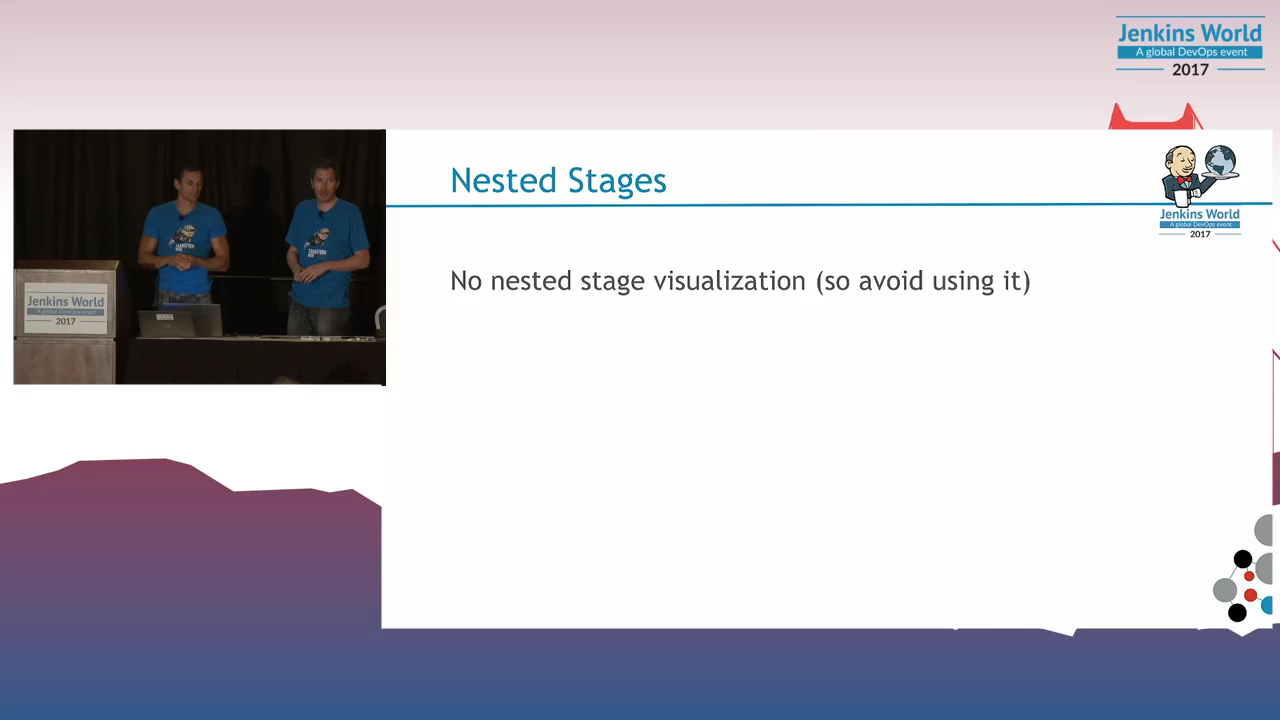 Jenkins World
A global DevOps event
2017
Nested Stages
Jenkins World
A global DevOps event
2017
No nested stage visualization (so avoid using it)
Jenkins World
A global DevOps event
2017